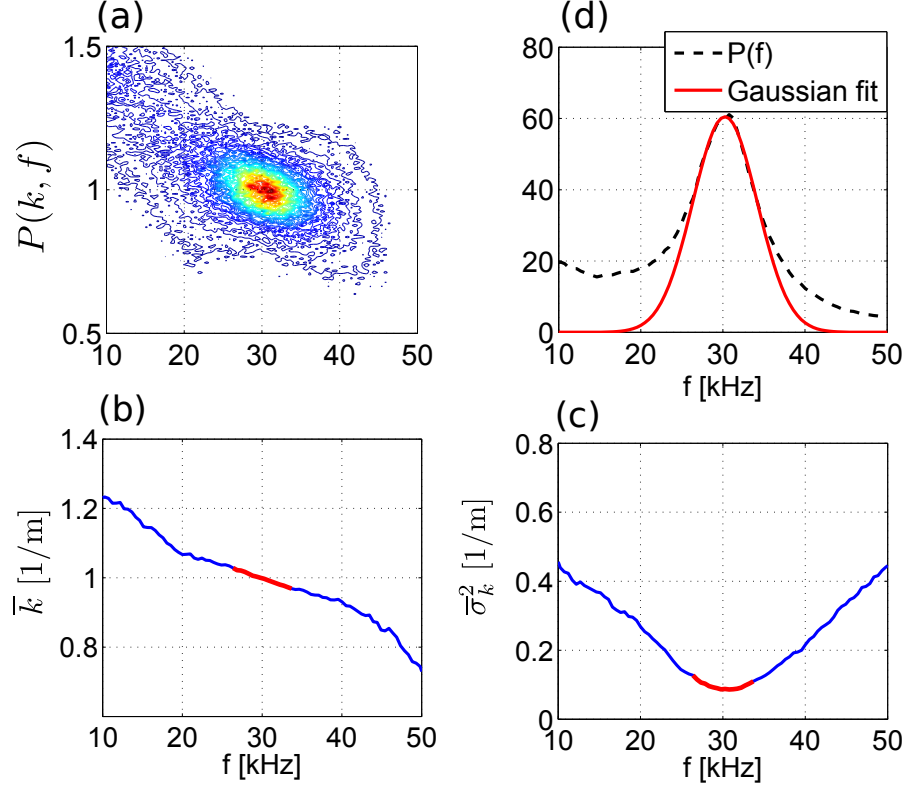 (a)
P(k, f)
1.5
1
0.5
10 20 30 40 50
(d)
80
60
40
20
0
P(f)
Gaussian fit
10 20 30 40 50
f [kHz]
(b)
k̅ [1/m]
1.4
1.2
1
0.8
10 20 30 40 50
f [kHz]
(c)
σ̅²ₖ [1/m]
0.8
0.6
0.4
0.2
0
10 20 30 40 50
f [kHz]